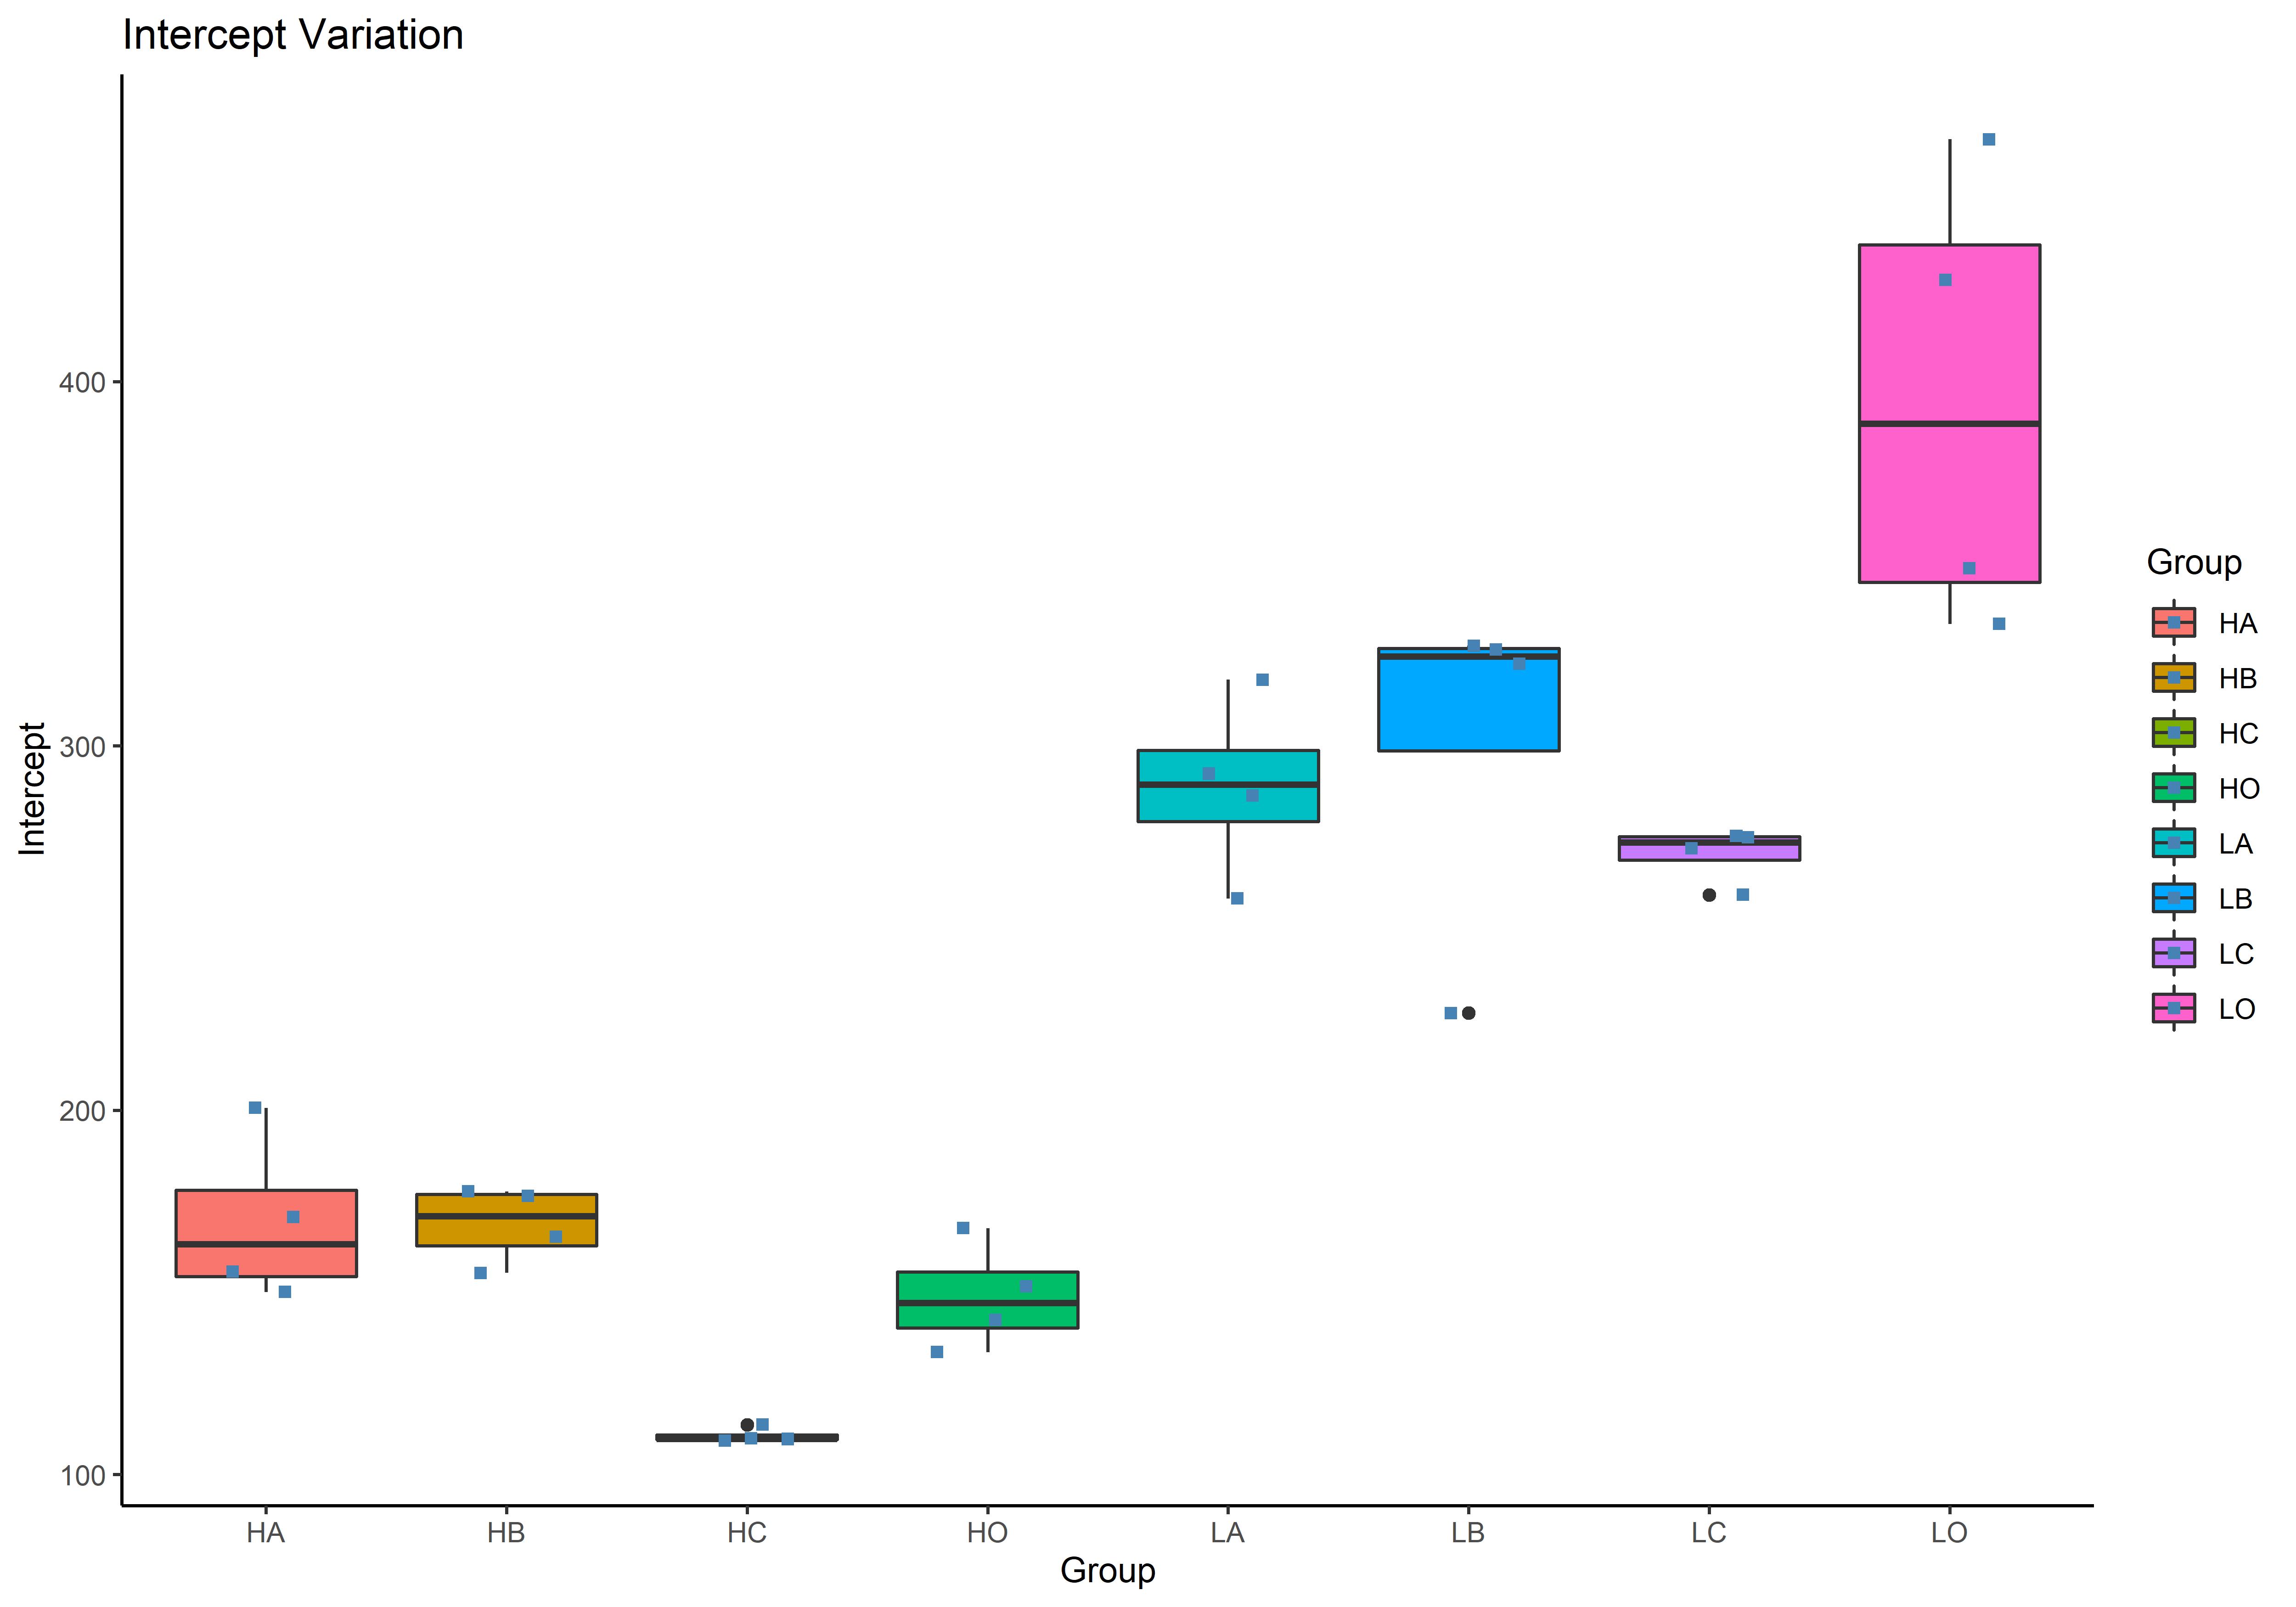 Intercept Variation
Intercept
400
300
200
100
HA
HB
HC
HO
LA
LB
LC
LO
Group
Group
HA
HB
HC
HO
LA
LB
LC
LO